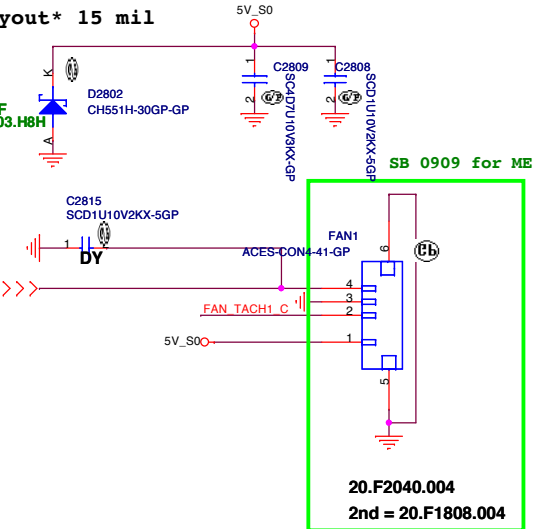 yout* 15 mil
5V_S0
K
1
C2809
1
C2808
D2802
CH551H-30GP-GP
2
2
SC4D7U10V3KX-GP
SCD1U10V2KX-5GP
F
03.H8H
A
SB 0909 for ME
C2815
SCD1U10V2KX-5GP
1
DY
FAN1
ACES-CON4-41-GP
6
4
3
FAN_TACH1_C
2
5V_S0
1
5
20.F2040.004
2nd = 20.F1808.004